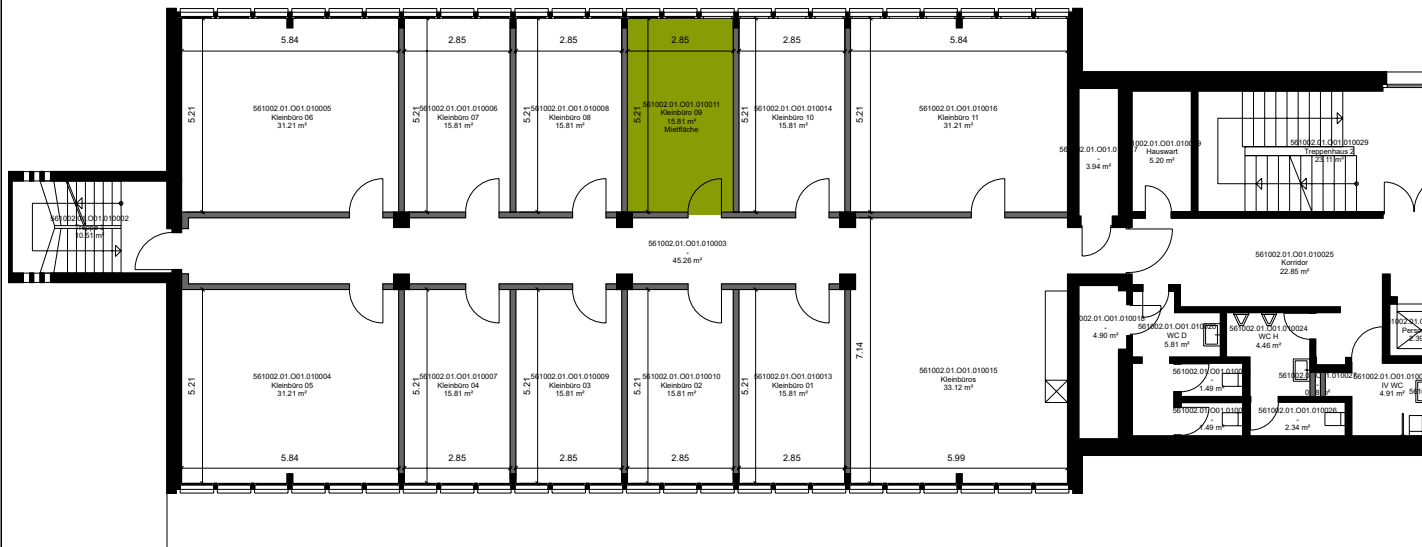 5.84
2.85
2.85
2.85
2.85
5.84
5.21
561002.01.O01.010005
Kleinbüro 06
31.21 m²
5.21
561002.01.O01.010006
Kleinbüro 07
15.81 m²
5.21
561002.01.O01.010008
Kleinbüro 08
15.81 m²
5.21
561002.01.O01.010011
Kleinbüro 09
15.81 m²
Mietfläche
5.21
561002.01.O01.010014
Kleinbüro 10
15.81 m²
5.21
561002.01.O01.010016
Kleinbüro 11
31.21 m²
-
3.94 m²
Hauswart
5.20 m²
561002.01.O01.010029
Treppenhaus 2
23.11 m²
561002.01.O01.010002
10.51 m²
561002.01.O01.010003
-
45.26 m²
561002.01.O01.010025
Korridor
22.85 m²
5.21
561002.01.O01.010004
Kleinbüro 05
31.21 m²
5.21
561002.01.O01.010007
Kleinbüro 04
15.81 m²
5.21
561002.01.O01.010009
Kleinbüro 03
15.81 m²
5.21
561002.01.O01.010010
Kleinbüro 02
15.81 m²
5.21
561002.01.O01.010013
Kleinbüro 01
15.81 m²
7.14
561002.01.O01.010015
Kleinbüros
33.12 m²
002.01.O01.010018
-
4.90 m²
WC D
5.81 m²
561002.01.O01.010024
WC H
4.46 m²
-
1.49 m²
-
1.49 m²
561002.01.O01.010026
-
2.34 m²
IV WC
4.91 m²
5.84
2.85
2.85
2.85
2.85
5.99